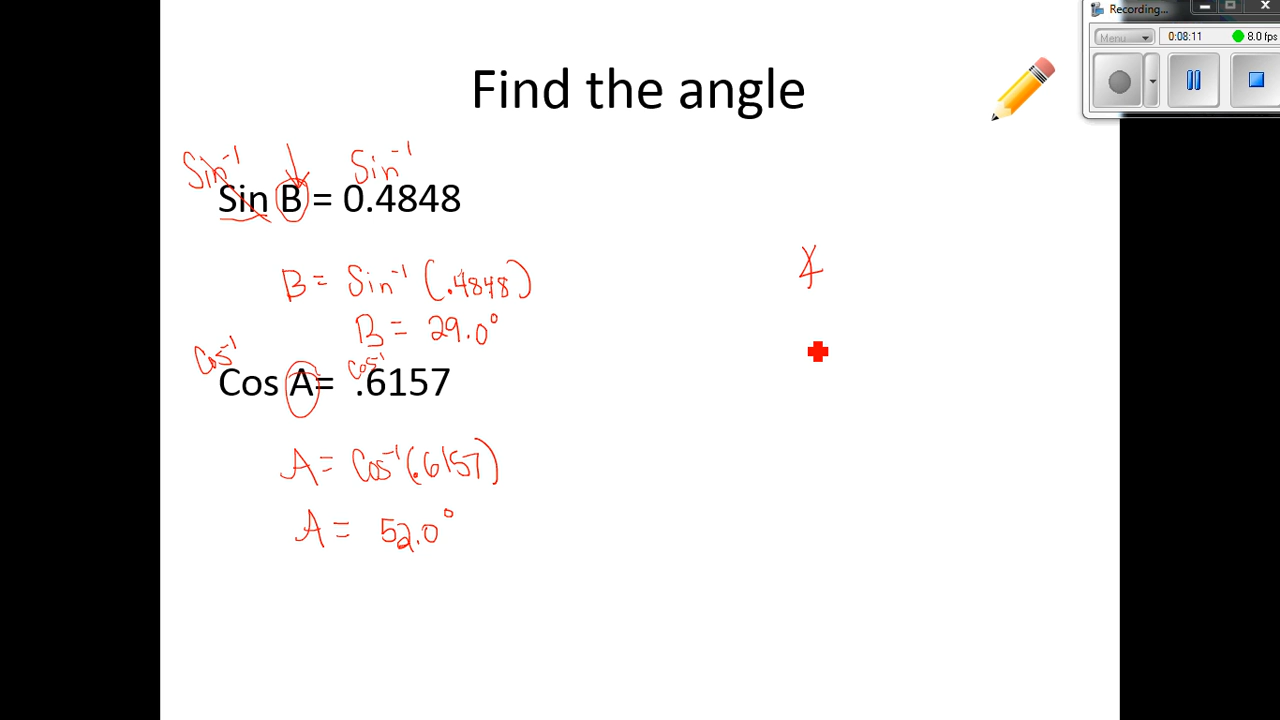 Recording...
Menu
0:08:11
8.0 fps
Find the angle
Sin⁻¹ Sin⁻¹
Sin B = 0.4848
B = Sin⁻¹ (.4848)
B = 29.0°
Cos⁻¹ Cos⁻¹
Cos A= .6157
A = Cos⁻¹(.6157)
A = 52.0°